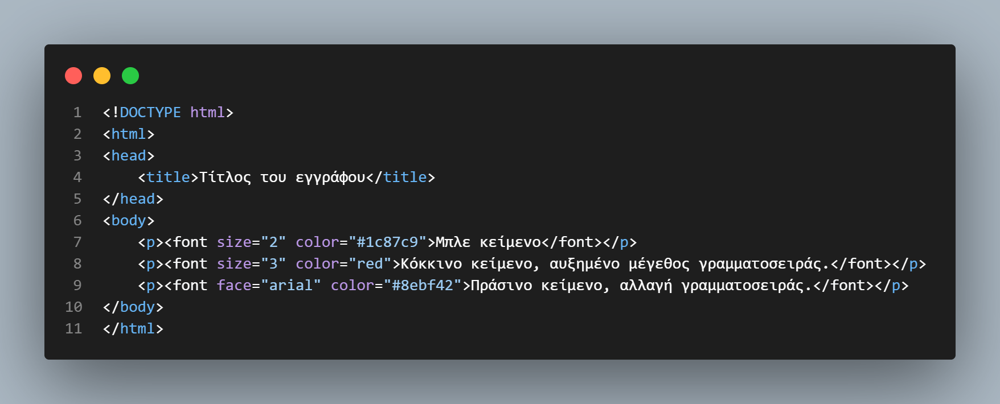 1 <!DOCTYPE html>
2 <html>
3 <head>
4     <title>Τίτλος του εγγράφου</title>
5 </head>
6 <body>
7     <p><font size="2" color="#1c87c9">Μπλε κείμενο</font></p>
8     <p><font size="3" color="red">Κόκκινο κείμενο, αυξημένο μέγεθος γραμματοσειράς.</font></p>
9     <p><font face="arial" color="#8ebf42">Πράσινο κείμενο, αλλαγή γραμματοσειράς.</font></p>
10 </body>
11 </html>